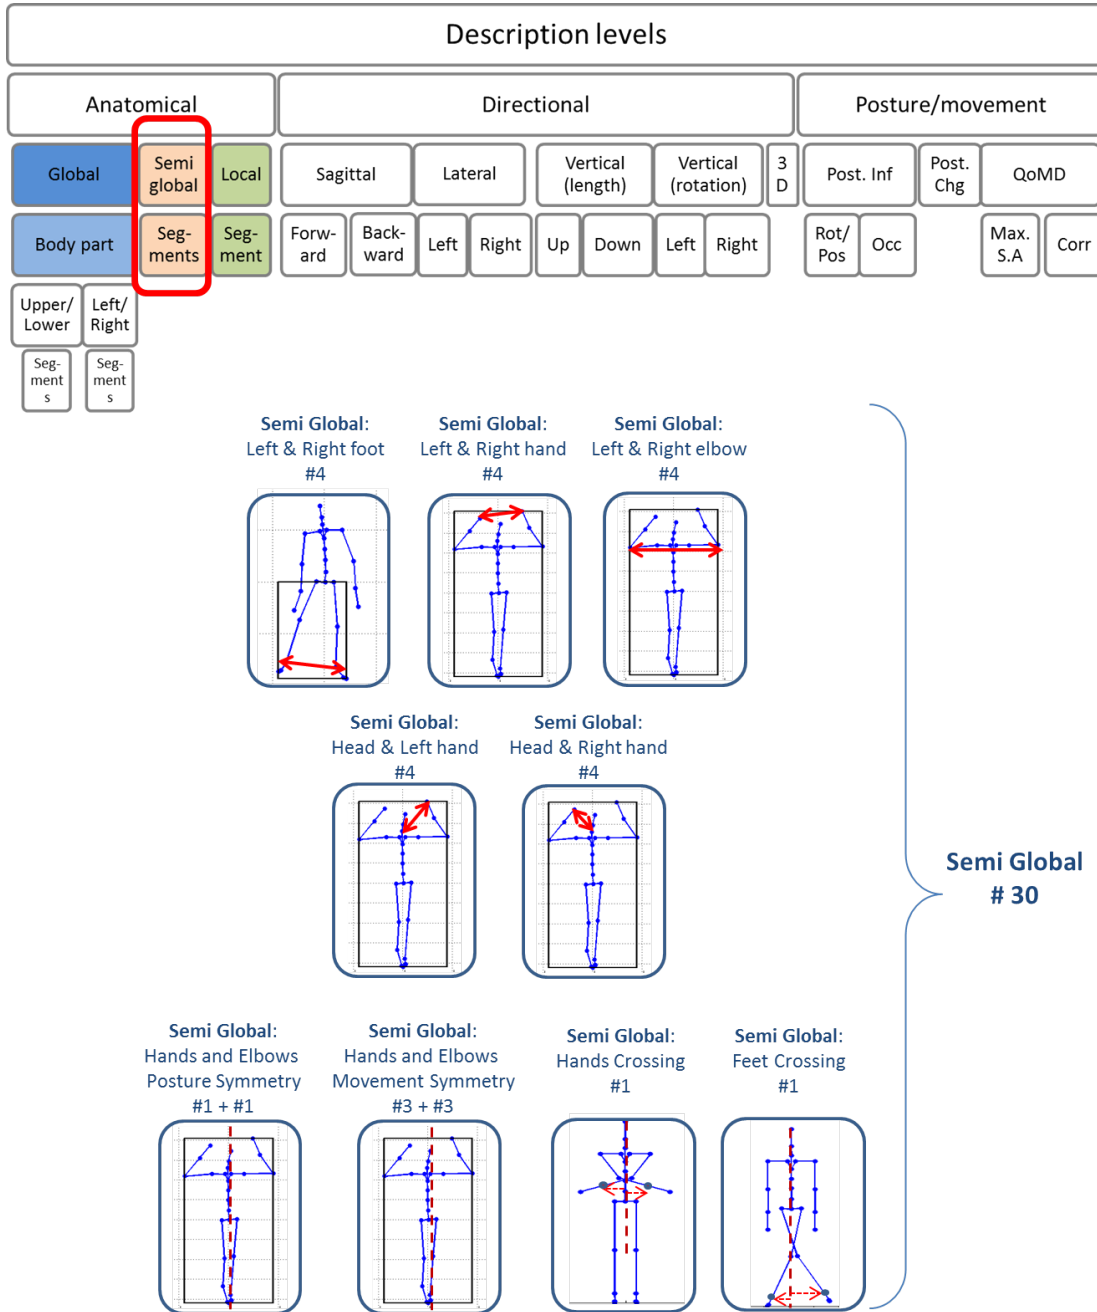 Description levels
Anatomical Directional Posture/movement
Global Semi global Local Sagittal Lateral Vertical (length) Vertical (rotation) 3 D Post. Inf Post. Chg QoMD
Body part Seg- ments Seg- ment Forw- ard Back- ward Left Right Up Down Left Right Rot/ Pos Occ Max. S.A Corr
Upper/ Lower Left/ Right
Seg- ment s Seg- ment s
Semi Global: Semi Global: Semi Global:
Left & Right foot Left & Right hand Left & Right elbow
#4 #4 #4
Semi Global: Semi Global:
Head & Left hand Head & Right hand
#4 #4
Semi Global
# 30
Semi Global: Semi Global: Semi Global: Semi Global:
Hands and Elbows Hands and Elbows Hands Crossing Feet Crossing
Posture Symmetry Movement Symmetry #1 #1
#1 + #1 #3 + #3